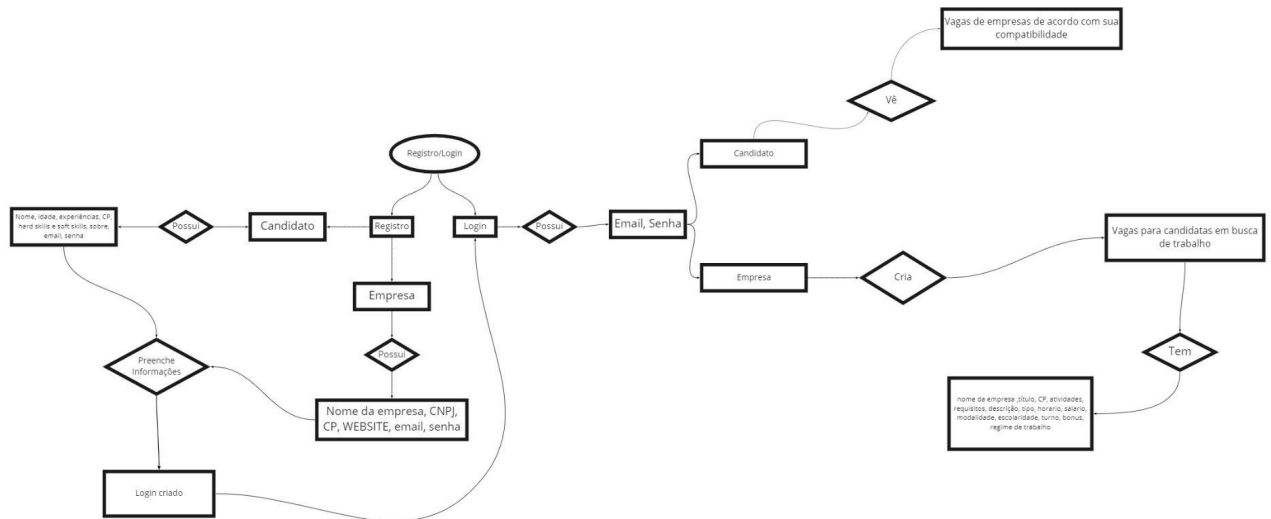 Vagas de empresas de acordo com sua
compatibilidade
Vê
Registro/Login
Candidato
Nome, idade, experiências, CP,
hard skills e soft skills, sobre,
email, senha
Possui
Candidato
Registro
Login
Possui
Email, Senha
Vagas para candidatas em busca
de trabalho
Empresa
Cria
Empresa
Possui
Preenche
informações
Tem
Nome da empresa, CNPJ,
CP, WEBSITE, email, senha
nome da empresa ,título, CP, atividades,
requisitos, descrição, tipo, horario, salario,
modalidade, escolaridade, turno, bonus,
regime de trabalho
Login criado